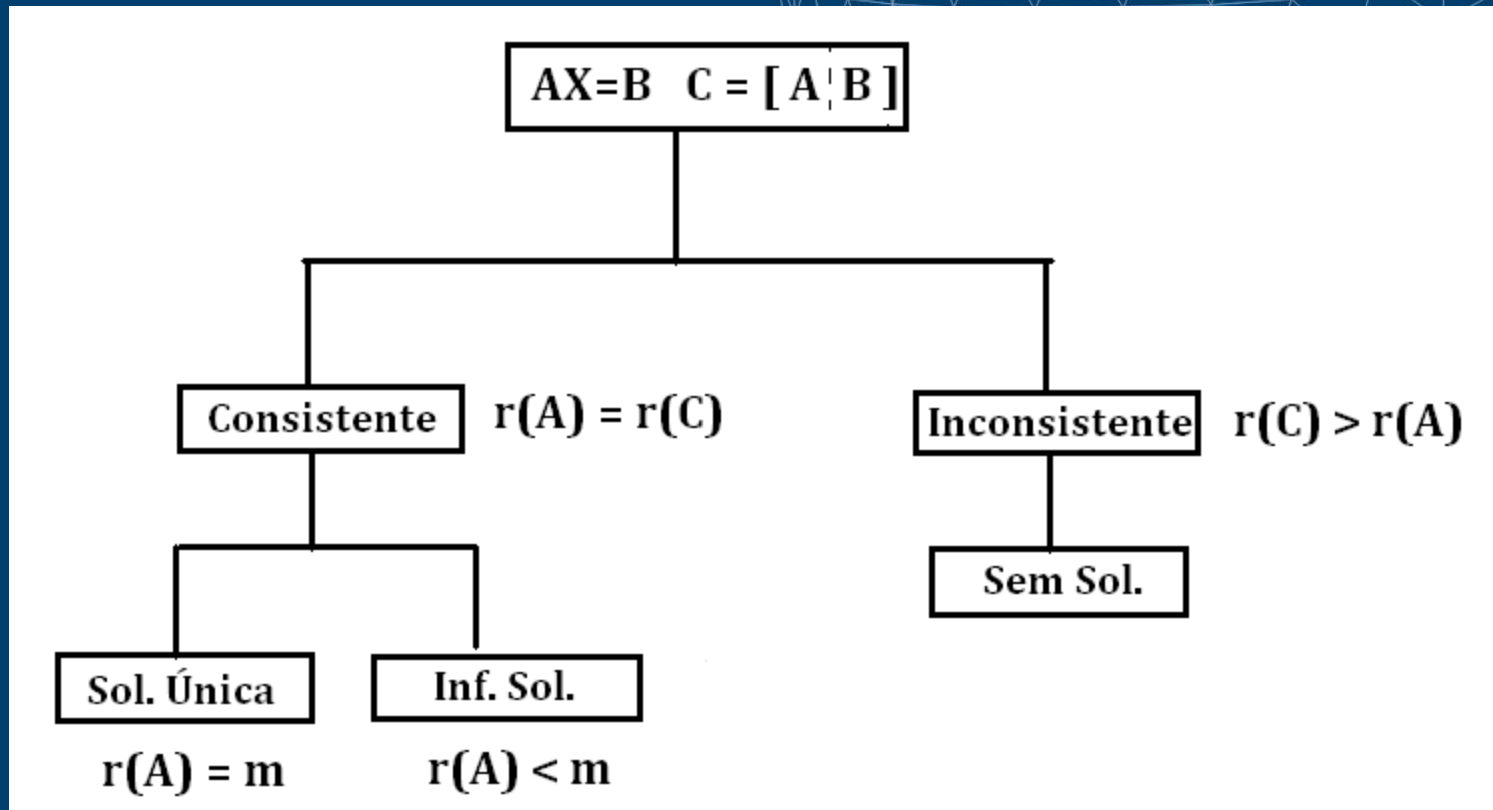 AX=B C = [ A ¦ B ]
Consistente r(A) = r(C)
Inconsistente r(C) > r(A)
Sem Sol.
Sol. Única
Inf. Sol.
r(A) = m
r(A) < m